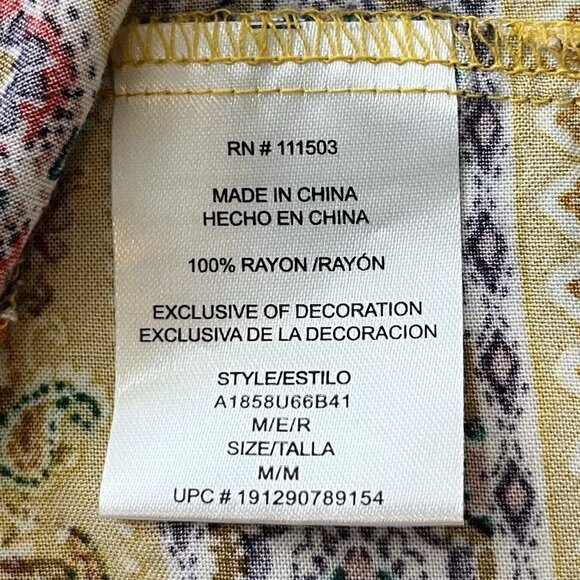 RN # 111503
MADE IN CHINA
HECHO EN CHINA
100% RAYON /RAYÓN
EXCLUSIVE OF DECORATION
EXCLUSIVA DE LA DECORACION
STYLE/ESTILO
A1858U66B41
M/E/R
SIZE/TALLA
M/M
UPC # 191290789154